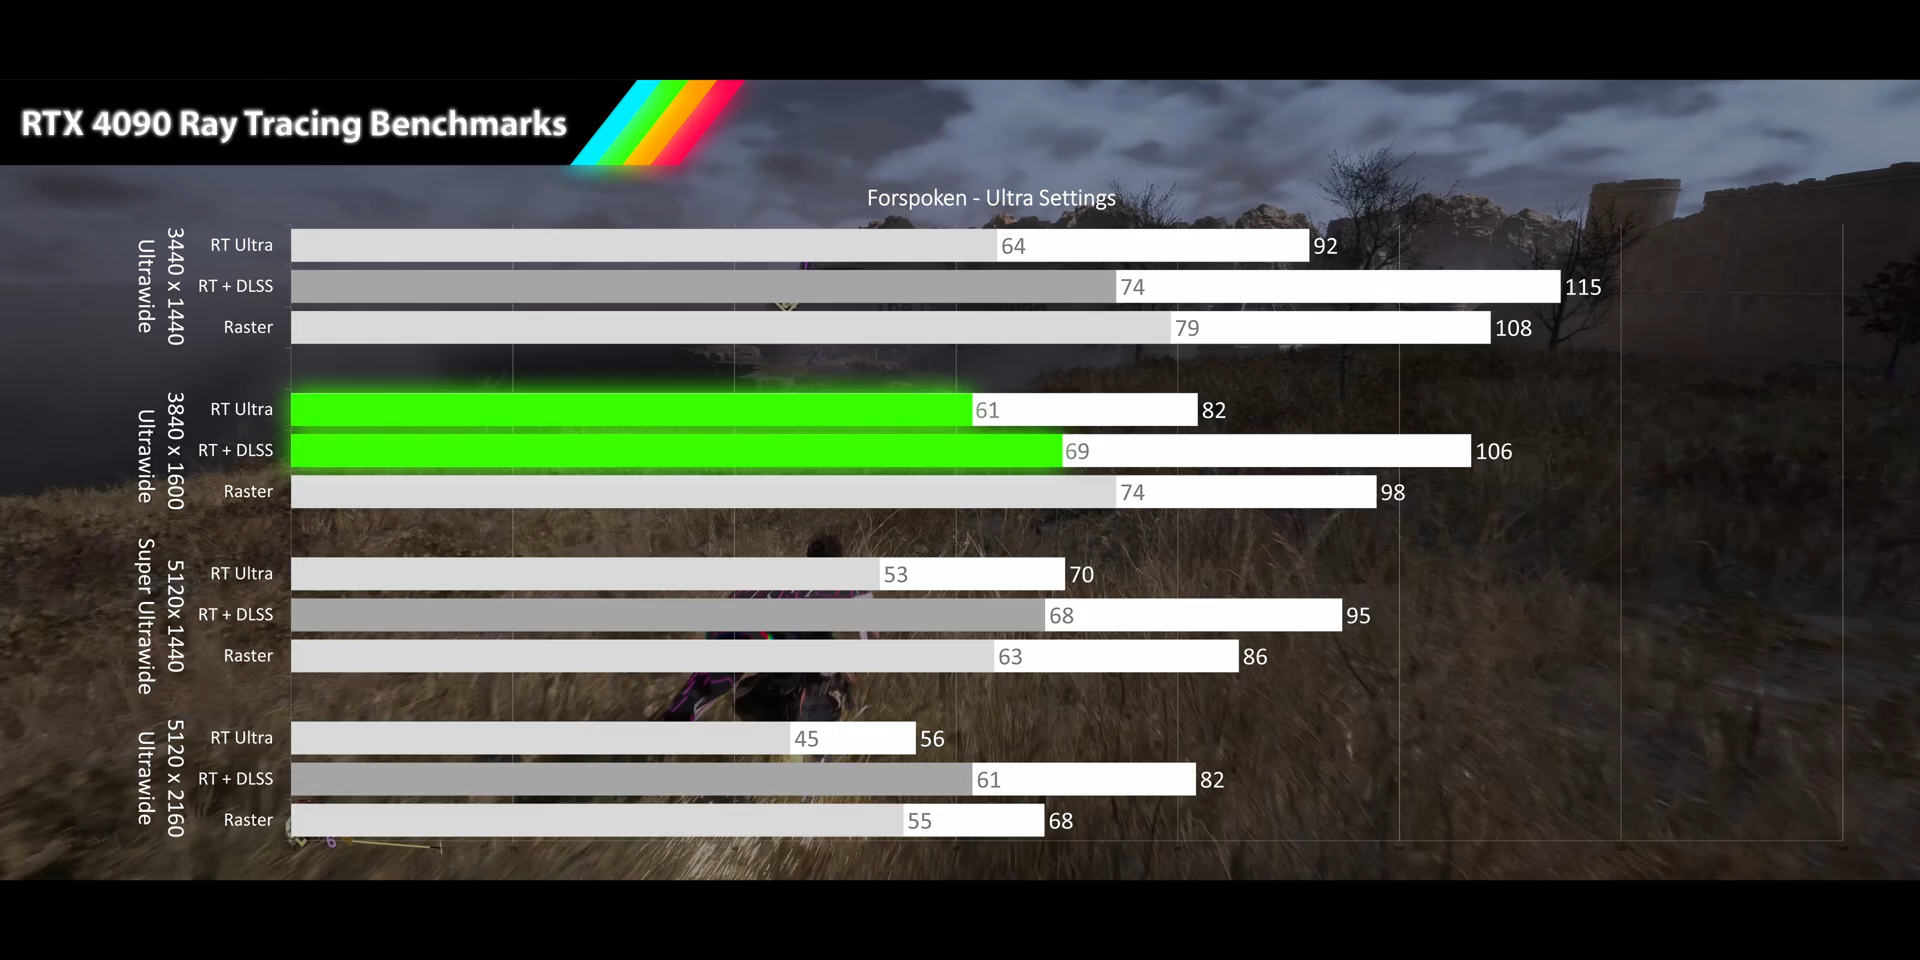 RTX 4090 Ray Tracing Benchmarks
Forspoken - Ultra Settings
3440 x 1440
Ultrawide
RT Ultra 64 92
RT + DLSS 74 115
Raster 79 108
3840 x 1600
Ultrawide
RT Ultra 61 82
RT + DLSS 69 106
Raster 74 98
5120x 1440
Super Ultrawide
RT Ultra 53 70
RT + DLSS 68 95
Raster 63 86
5120 x 2160
Ultrawide
RT Ultra 45 56
RT + DLSS 61 82
Raster 55 68